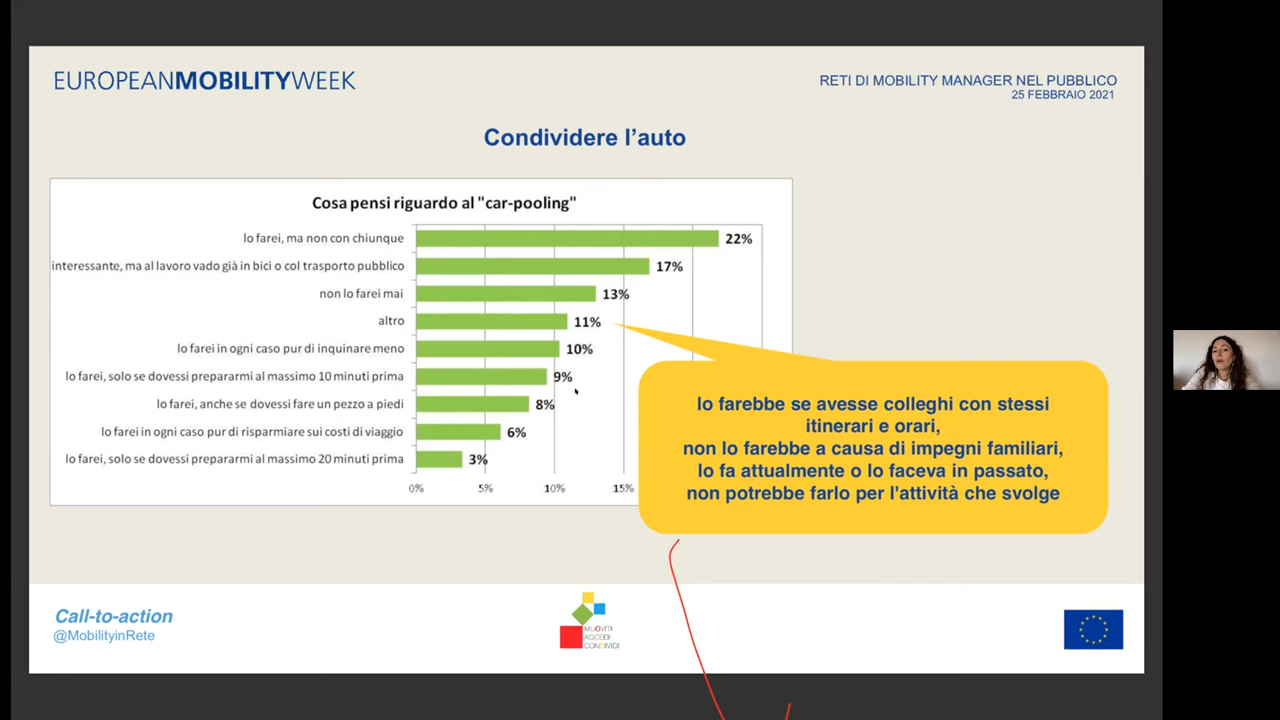 EUROPEANMOBILITYWEEK
RETI DI MOBILITY MANAGER NEL PUBBLICO
25 FEBBRAIO 2021
Condividere l'auto
Cosa pensi riguardo al "car-pooling"
lo farei, ma non con chiunque 22%
interessante, ma al lavoro vado già in bici o col trasporto pubblico 17%
non lo farei mai 13%
altro 11%
lo farei in ogni caso pur di inquinare meno 10%
lo farei, solo se dovessi prepararmi al massimo 10 minuti prima 9%
lo farei, anche se dovessi fare un pezzo a piedi 8%
lo farei in ogni caso pur di risparmiare sui costi di viaggio 6%
lo farei, solo se dovessi prepararmi al massimo 20 minuti prima 3%
0% 5% 10% 15%
lo farebbe se avesse colleghi con stessi
itinerari e orari,
non lo farebbe a causa di impegni familiari,
lo fa attualmente o lo faceva in passato,
non potrebbe farlo per l'attività che svolge
Call-to-action
@MobilityinRete
MUOVITI
ACCEDI
CONDIVIDI